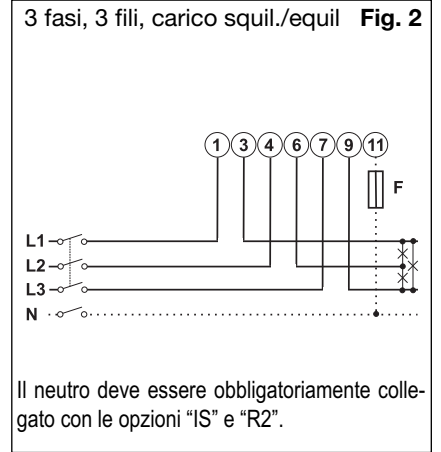 3 fasi, 3 fili, carico squil./equil Fig. 2
1 3 4 6 7 9 11
F
L1
L2
L3
N
Il neutro deve essere obbligatoriamente colle-
gato con le opzioni “IS” e “R2”.